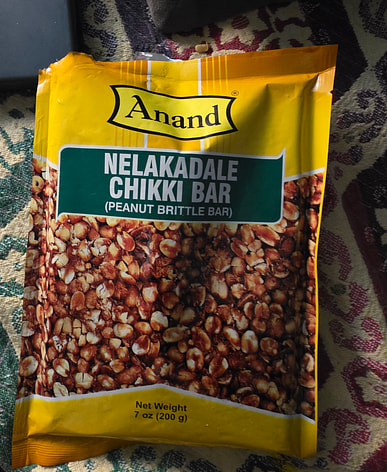 Anand®
NELAKADALE
CHIKKI BAR
(PEANUT BRITTLE BAR)
Net Weight
7 oz (200 g)